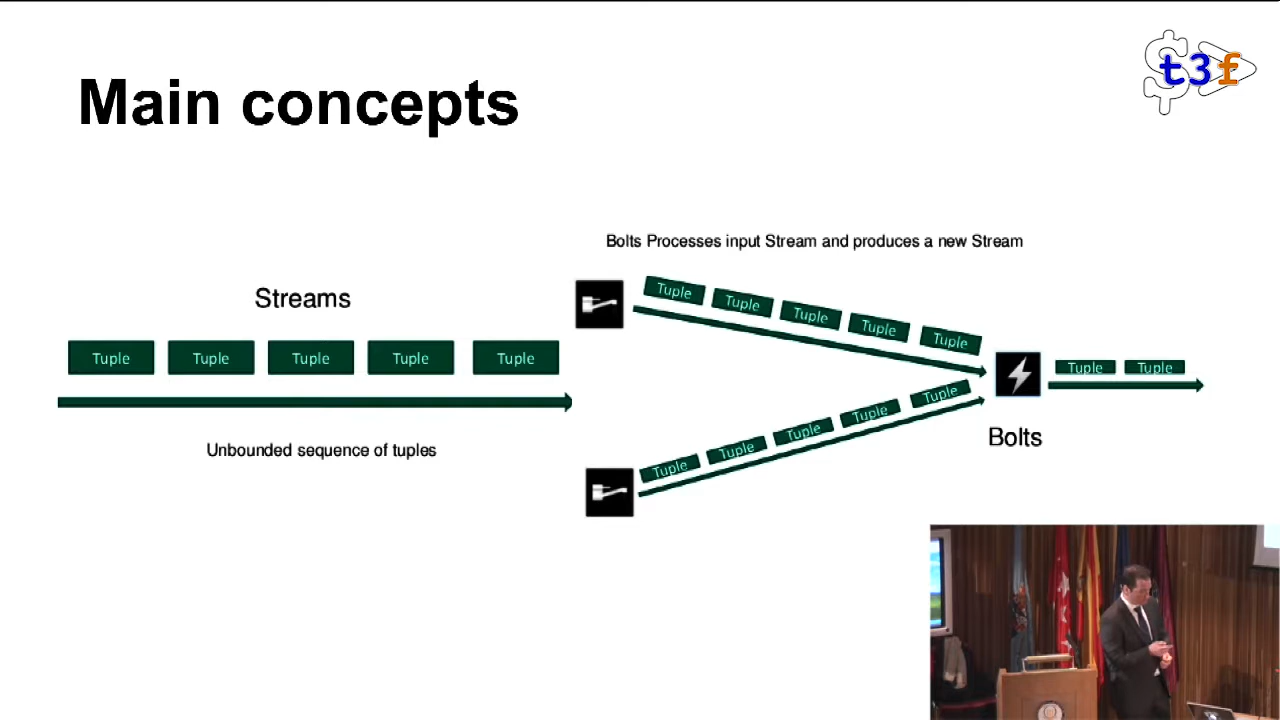 t3f
Main concepts
Bolts Processes input Stream and produces a new Stream
Streams
Tuple Tuple Tuple Tuple Tuple
Unbounded sequence of tuples
Tuple Tuple Tuple Tuple Tuple
Tuple Tuple Tuple Tuple Tuple
Tuple Tuple
Bolts